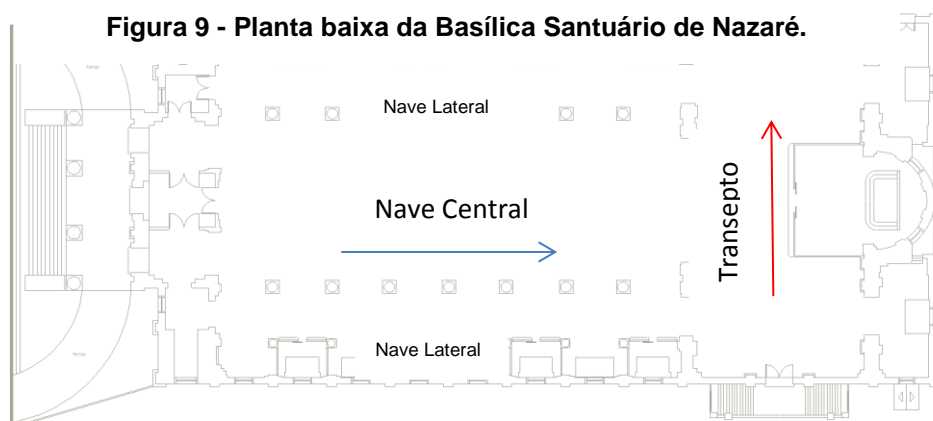 Figura 9 - Planta baixa da Basílica Santuário de Nazaré.
Nave Lateral
Nave Central
Transepto
Nave Lateral